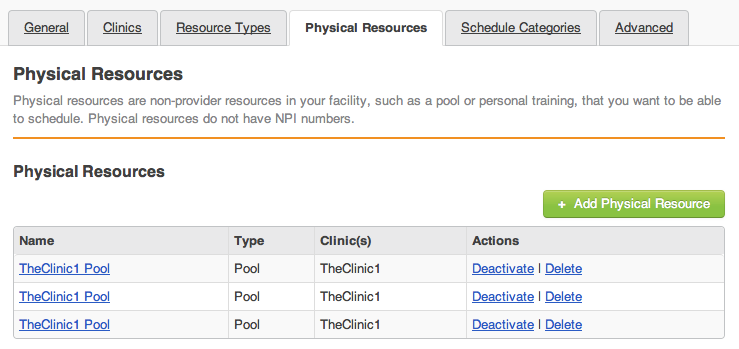 General Clinics Resource Types Physical Resources Schedule Categories Advanced
Physical Resources
Physical resources are non-provider resources in your facility, such as a pool or personal training, that you want to be able
to schedule. Physical resources do not have NPI numbers.
Physical Resources
+ Add Physical Resource
Name Type Clinic(s) Actions
TheClinic1 Pool Pool TheClinic1 Deactivate | Delete
TheClinic1 Pool Pool TheClinic1 Deactivate | Delete
TheClinic1 Pool Pool TheClinic1 Deactivate | Delete